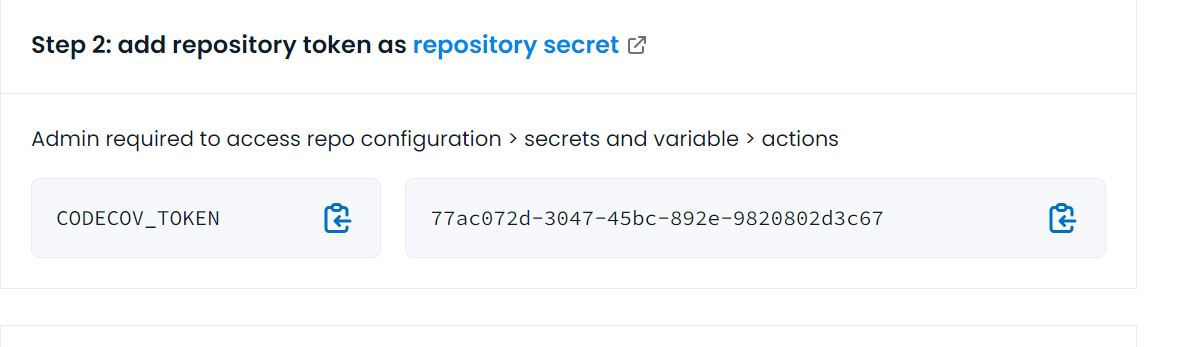 Step 2: add repository token as repository secret
Admin required to access repo configuration > secrets and variable > actions
CODECOV_TOKEN
77ac072d-3047-45bc-892e-9820802d3c67